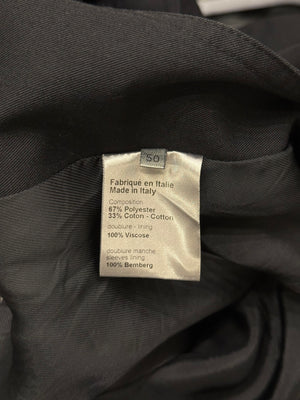 50
Fabrique en Italie
Made in Italy
Composition
67% Polyester
33% Coton - Cotton
doublure - lining
100% Viscose
doublure manche
sleeves lining
100% Bemberg